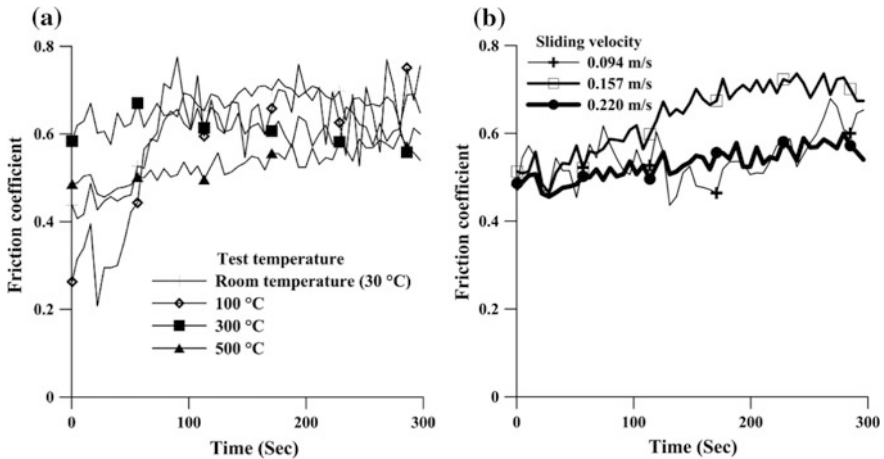 (a)
0.8
0.6
0.4
0.2
0
Friction coefficient
Test temperature
Room temperature (30 °C)
100 °C
300 °C
500 °C
0
100
200
300
Time (Sec)
(b)
0.8
0.6
0.4
0.2
0
Friction coefficient
Sliding velocity
0.094 m/s
0.157 m/s
0.220 m/s
0
100
200
300
Time (Sec)